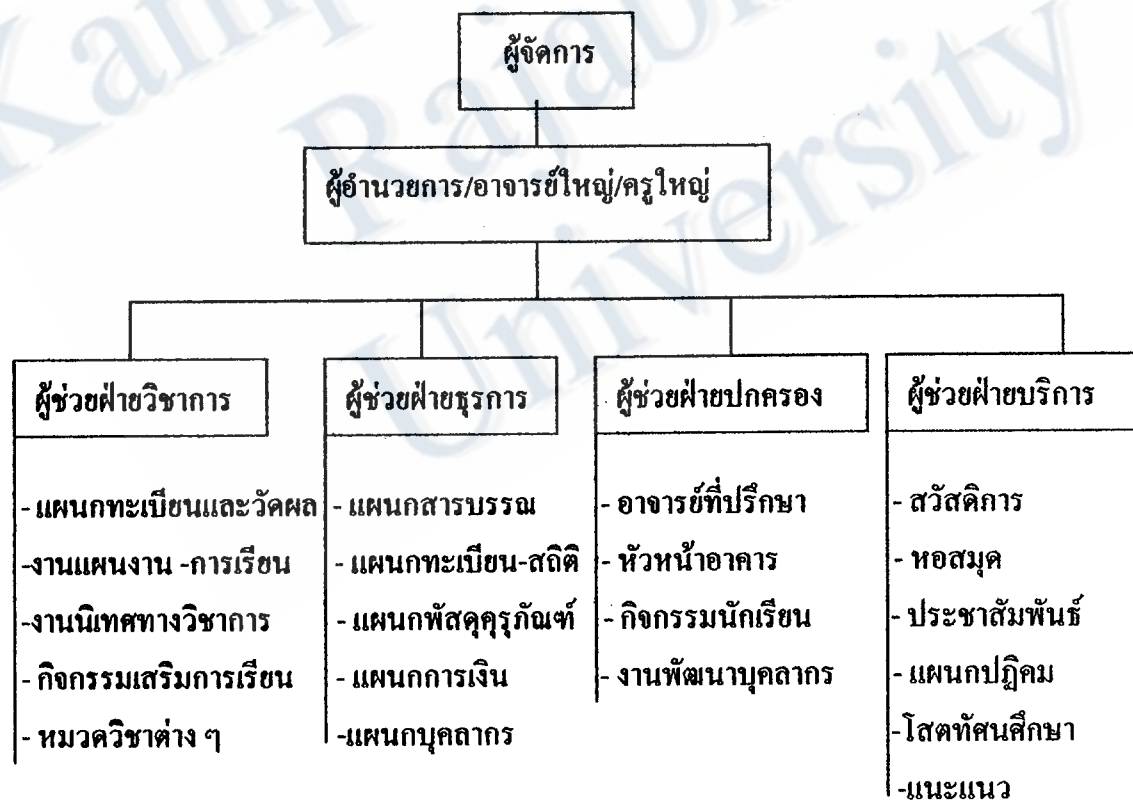 ผู้จัดการ
ผู้อำนวยการ/อาจารย์ใหญ่/ครูใหญ่
ผู้ช่วยฝ่ายวิชาการ
- แผนกทะเบียนและวัดผล
-งานแผนงาน -การเรียน
-งานนิเทศทางวิชาการ
- กิจกรรมเสริมการเรียน
- หมวดวิชาต่าง ๆ
ผู้ช่วยฝ่ายธุรการ
- แผนกสารบรรณ
- แผนกทะเบียน-สถิติ
- แผนกพัสดุครุภัณฑ์
- แผนกการเงิน
-แผนกบุคลากร
ผู้ช่วยฝ่ายปกครอง
- อาจารย์ที่ปรึกษา
- หัวหน้าอาคาร
- กิจกรรมนักเรียน
- งานพัฒนาบุคลากร
ผู้ช่วยฝ่ายบริการ
- สวัสดิการ
- หอสมุด
- ประชาสัมพันธ์
- แผนกปฏิคม
-โสตทัศนศึกษา
-แนะแนว
University